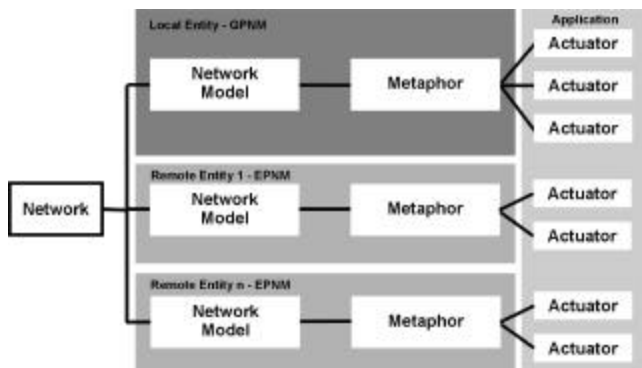 Application
Local Entity - GPNM
Actuator
Network
Model
Metaphor
Actuator
Actuator
Remote Entity 1 - EPNM
Network
Network
Model
Metaphor
Actuator
Actuator
Remote Entity n - EPNM
Network
Model
Metaphor
Actuator
Actuator